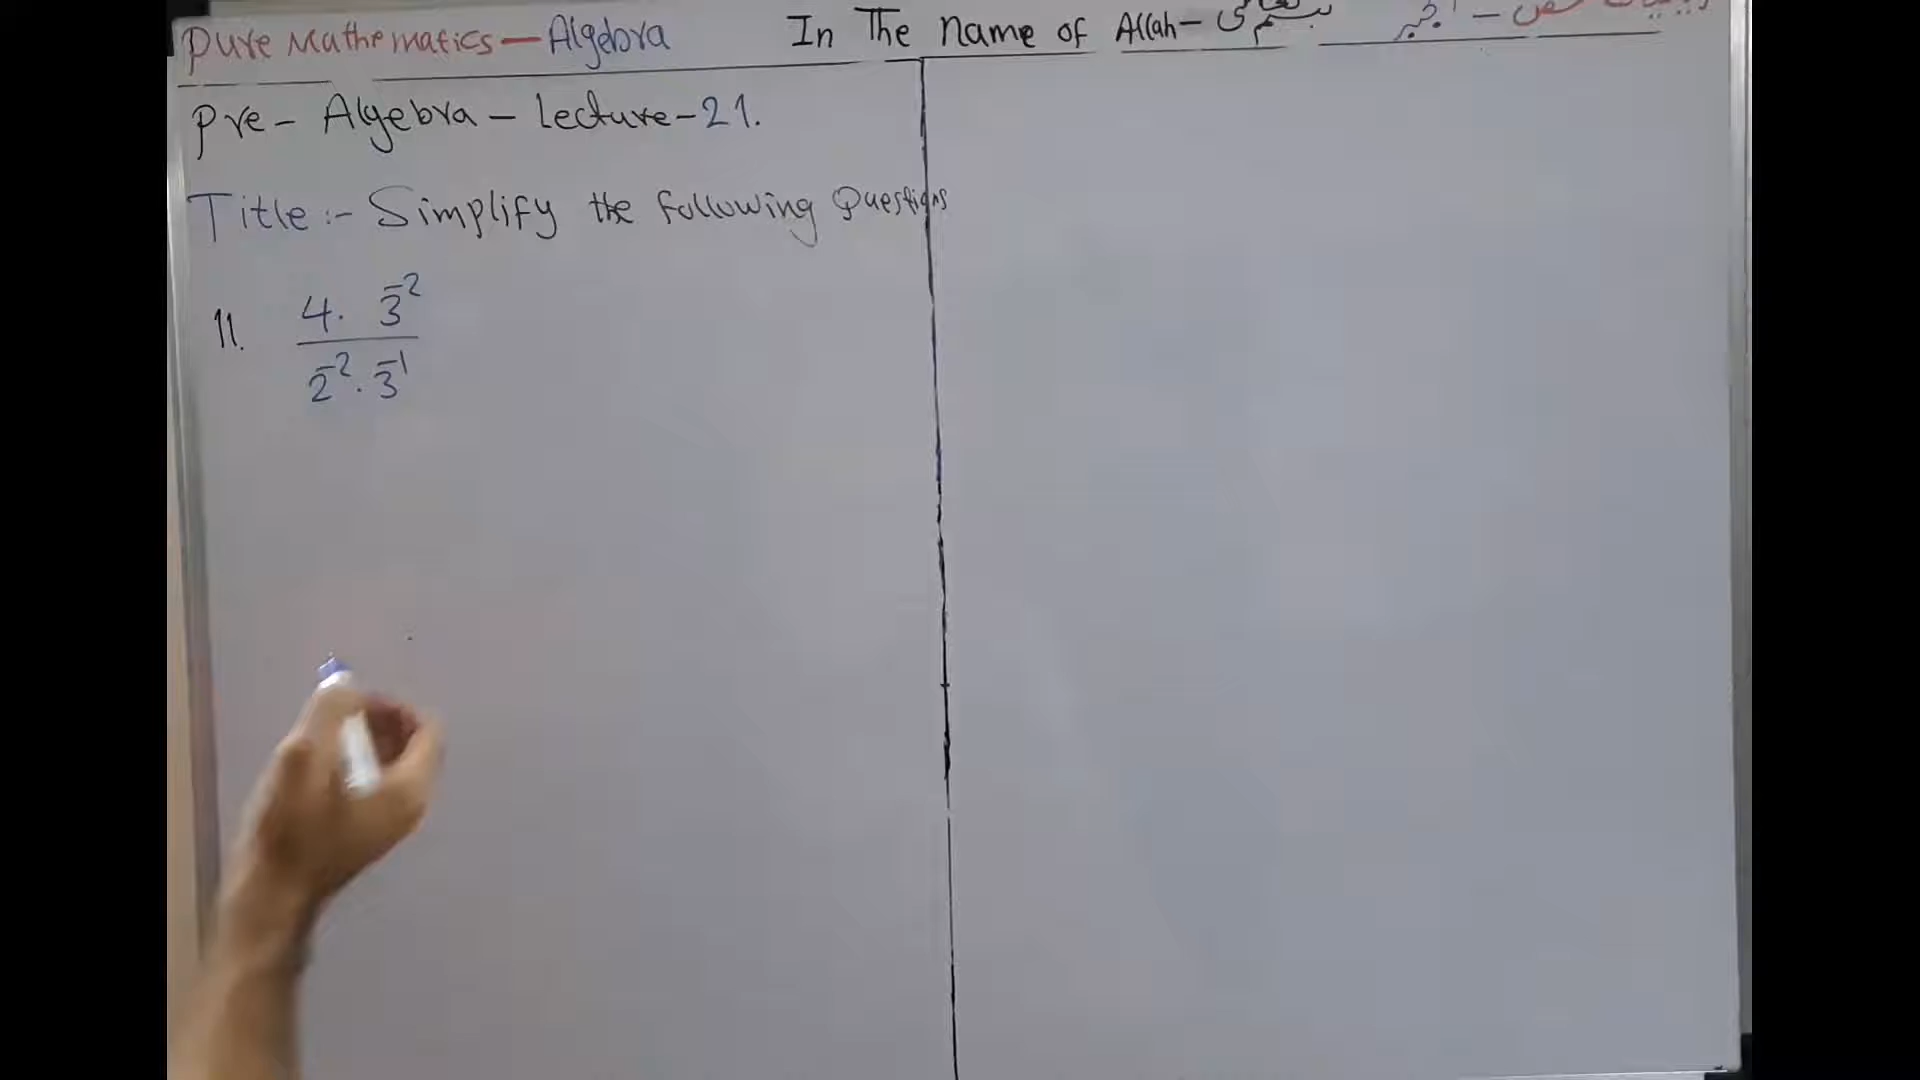 Pure Mathematics — Algebra In The Name of Allah —
Pre - Algebra - Lecture - 21.
Title :- Simplify the following Questions
11. 4. 3⁻²
2⁻² . 3⁻¹